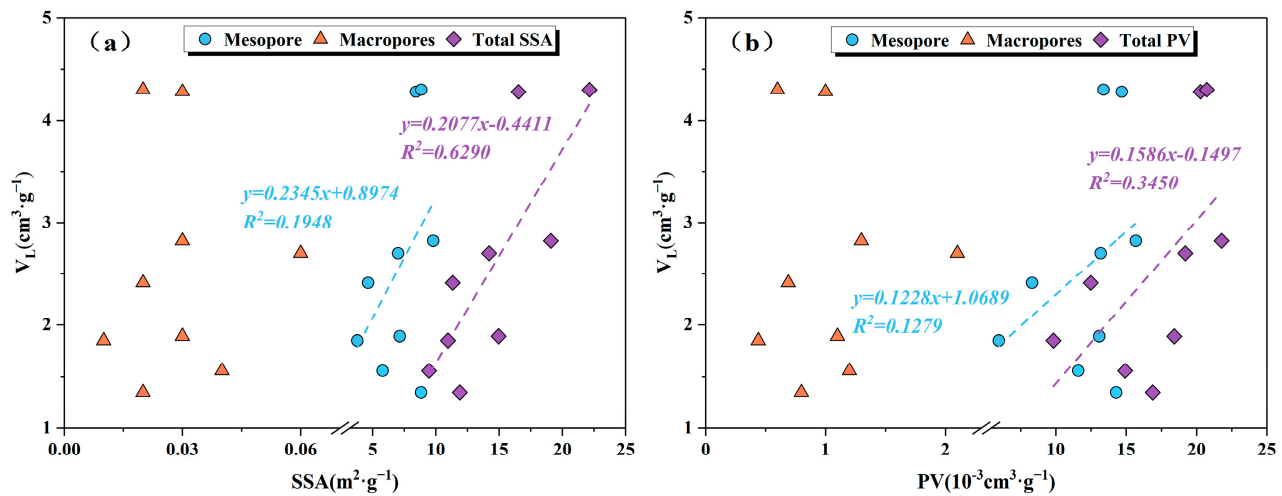 (a)
Mesopore Macropores Total SSA
y=0.2077x-0.4411
R²=0.6290
y=0.2345x+0.8974
R²=0.1948
V_L(cm³·g⁻¹)
5
4
3
2
1
0.00 0.03 0.06 5 10 15 20 25
SSA(m²·g⁻¹)
(b)
Mesopore Macropores Total PV
y=0.1586x-0.1497
R²=0.3450
y=0.1228x+1.0689
R²=0.1279
V_L(cm³·g⁻¹)
5
4
3
2
1
0 1 2 10 15 20 25
PV(10⁻³cm³·g⁻¹)